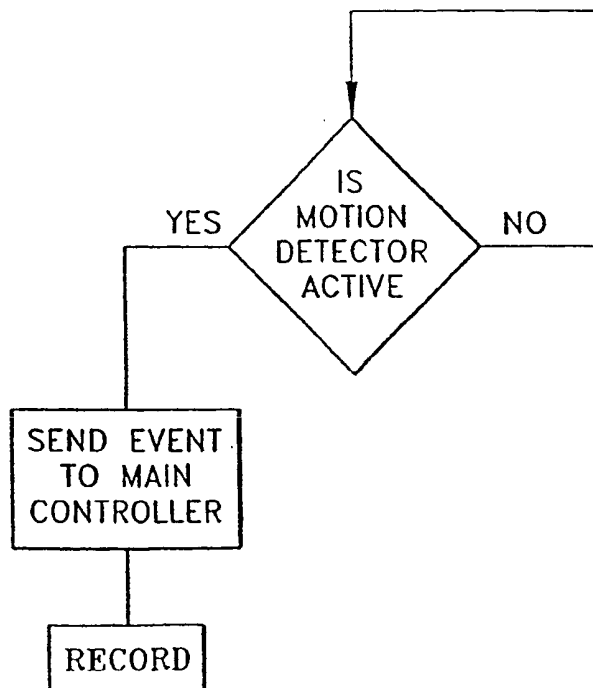 IS
MOTION
DETECTOR
ACTIVE
YES
NO
SEND EVENT
TO MAIN
CONTROLLER
RECORD